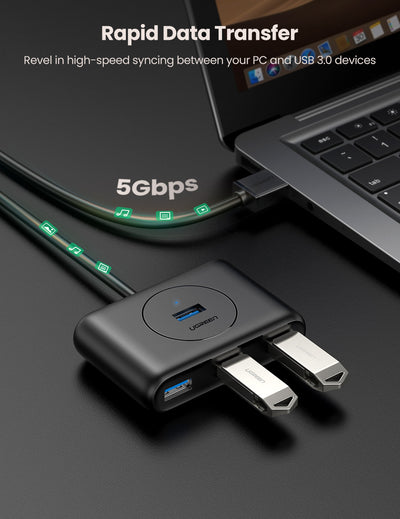 Rapid Data Transfer
Revel in high-speed syncing between your PC and USB 3.0 devices
5Gbps
UGREEN
UGREEN